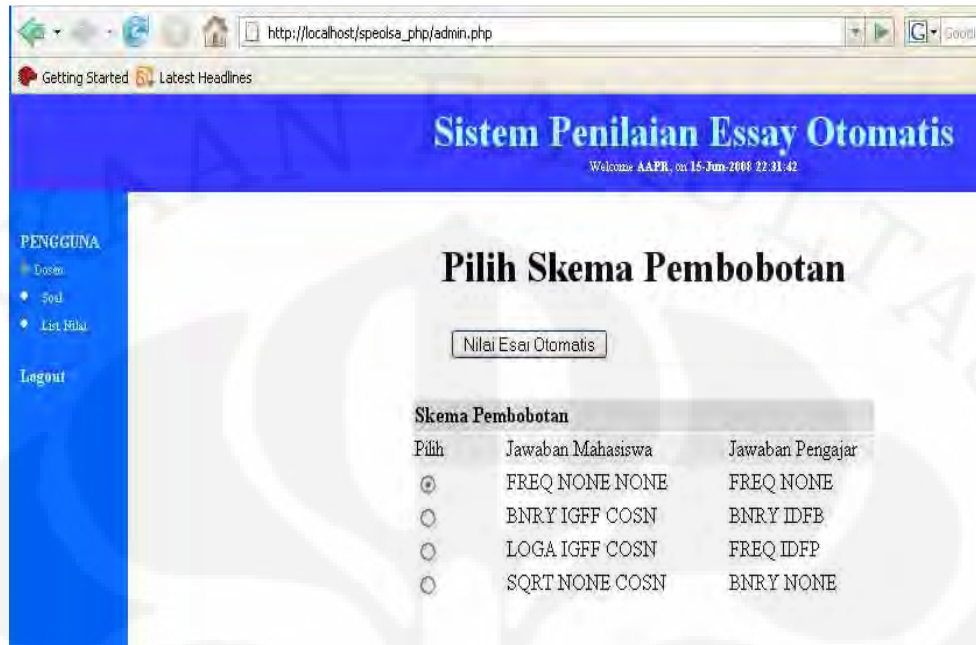 http://localhost/speolsa_php/admin.php
G
Getting Started Latest Headlines
Sistem Penilaian Essay Otomatis
Welcome AAPR, on 15-Jun-2008 22:31:42
PENGGUNA
Dosen
Soal
List Nilai
Logout
Pilih Skema Pembobotan
Nilai Esai Otomatis
Skema Pembobotan
Pilih Jawaban Mahasiswa Jawaban Pengajar
FREQ NONE NONE FREQ NONE
BNRY IGFF COSN BNRY IDFB
LOGA IGFF COSN FREQ IDFP
SQRT NONE COSN BNRY NONE